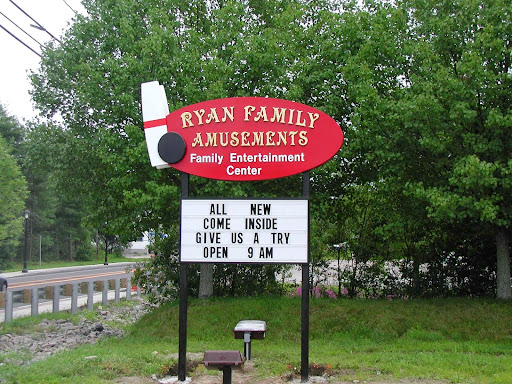 RYAN FAMILY
AMUSEMENTS
Family Entertainment
Center
ALL NEW
COME INSIDE
GIVE US A TRY
OPEN 9 AM